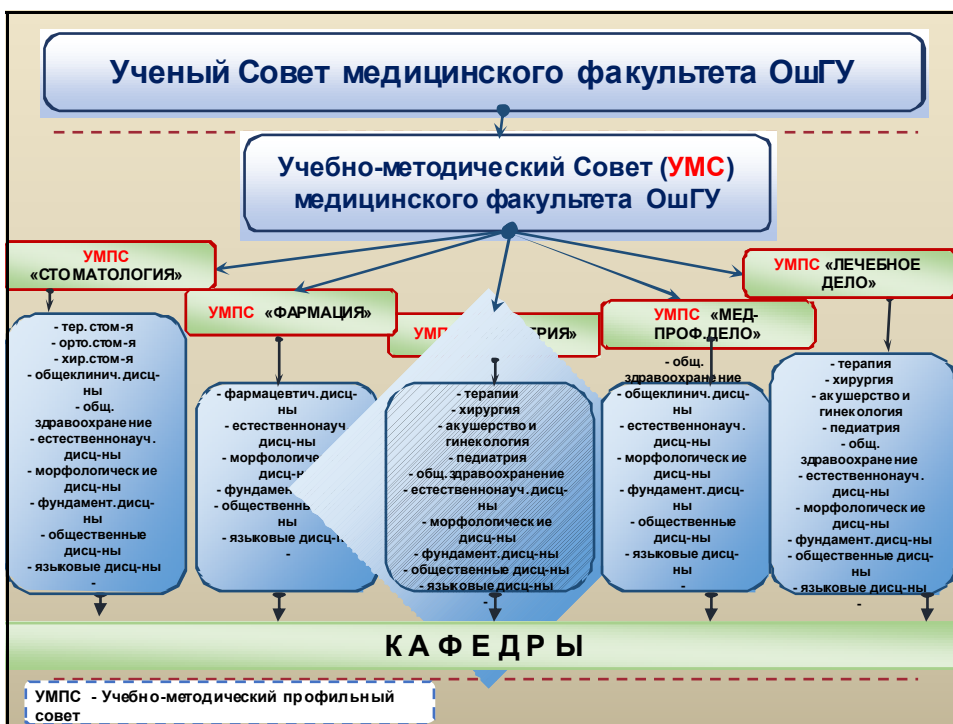 Ученый Совет медицинского факультета ОшГУ
Учебно-методический Совет (УМС)
медицинского факультета ОшГУ
УМПС
«СТОМАТОЛОГИЯ»
- тер.стом-я
- орто.стом-я
- хир.стом-я
- общеклинич. дисц-
ны
- общ.
здравоохранение
- естественнонауч.
дисц-ны
- морфологические
дисц-ны
- фундамент.дисц-
ны
- общественные
дисц-ны
- языковые дисц-ны
-
УМПС «ФАРМАЦИЯ»
- фармацевтич.дисц-
ны
- естественнонауч
дисц-ны
- морфологич
дисц-
- фундамен
- общественны
ны
- языковые дисц-
-
- терапии
- хирургия
- акушерство и
гинекология
- педиатрия
- общ.здравоохранение
- естественнонауч.дисц-
ны
- морфологические
дисц-ны
- фундамент.дисц-ны
- общественные дисц-ны
- языковые дисц-ны
-
УМПС «МЕД-
ПРОФ.ДЕЛО»
- общ.
здравоохранение
- общеклинич.дисц-
ны
- естественнонауч.
дисц-ны
- морфологические
дисц-ны
- фундамент.дисц-
ны
- общественные
дисц-ны
- языковые дисц-
ны
-
УМПС «ЛЕЧЕБНОЕ
ДЕЛО»
- терапия
- хирургия
- акушерство и
гинекология
- педиатрия
- общ.
здравоохранение
- естественнонауч.
дисц-ны
- морфологические
дисц-ны
- фундамент.дисц-ны
- общественные дисц-
ны
- языковые дисц-ны
-
КАФЕДРЫ
УМПС - Учебно-методический профильный
совет